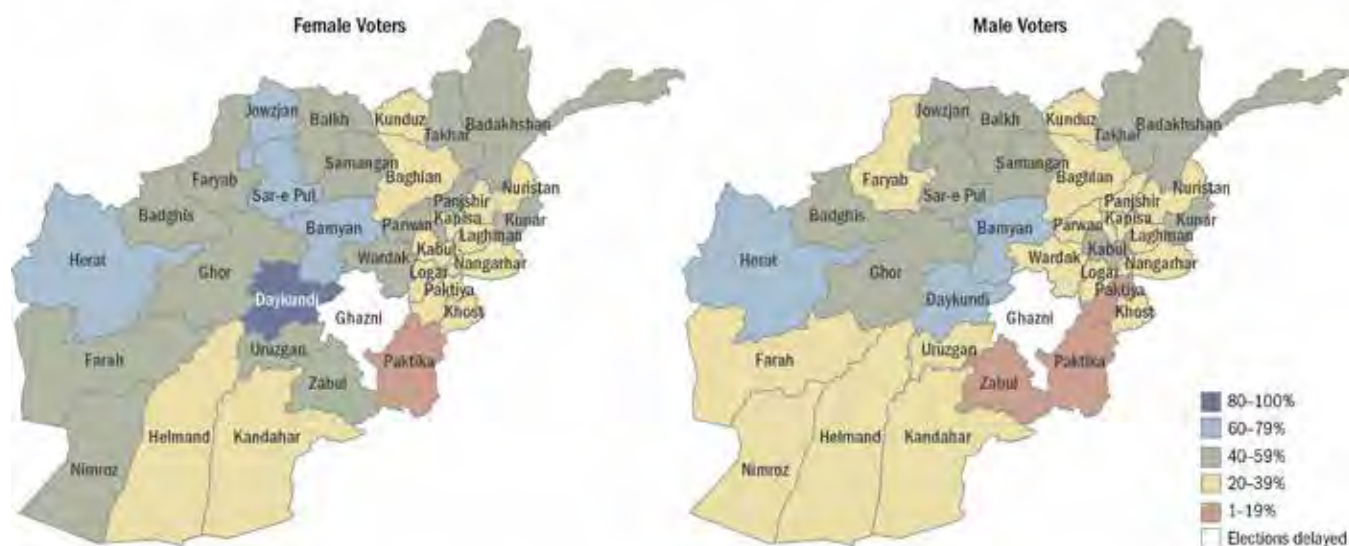 Female Voters
Jowzjan
Balkh
Kunduz
Takhar
Badakhshan
Faryab
Samangan
Baghlan
Sar-e Pul
Nuristan
Panjshir
Badghis
Kapisa
Kunar
Bamyan
Parwan
Laghman
Herat
Kabul
Wardak
Ghor
Logar
Nangarhar
Daykundi
Paktiya
Ghazni
Khost
Uruzgan
Farah
Paktika
Zabul
Helmand
Kandahar
Nimroz
Male Voters
Jowzjan
Balkh
Kunduz
Takhar
Badakhshan
Samangan
Baghlan
Faryab
Sar-e Pul
Nuristan
Panjshir
Badghis
Kapisa
Kunar
Bamyan
Parwan
Laghman
Herat
Kabul
Wardak
Nangarhar
Ghor
Logar
Daykundi
Paktiya
Ghazni
Khost
Uruzgan
Farah
Paktika
Zabul
Helmand
Kandahar
Nimroz
80–100%
60–79%
40–59%
20–39%
1–19%
Elections delayed